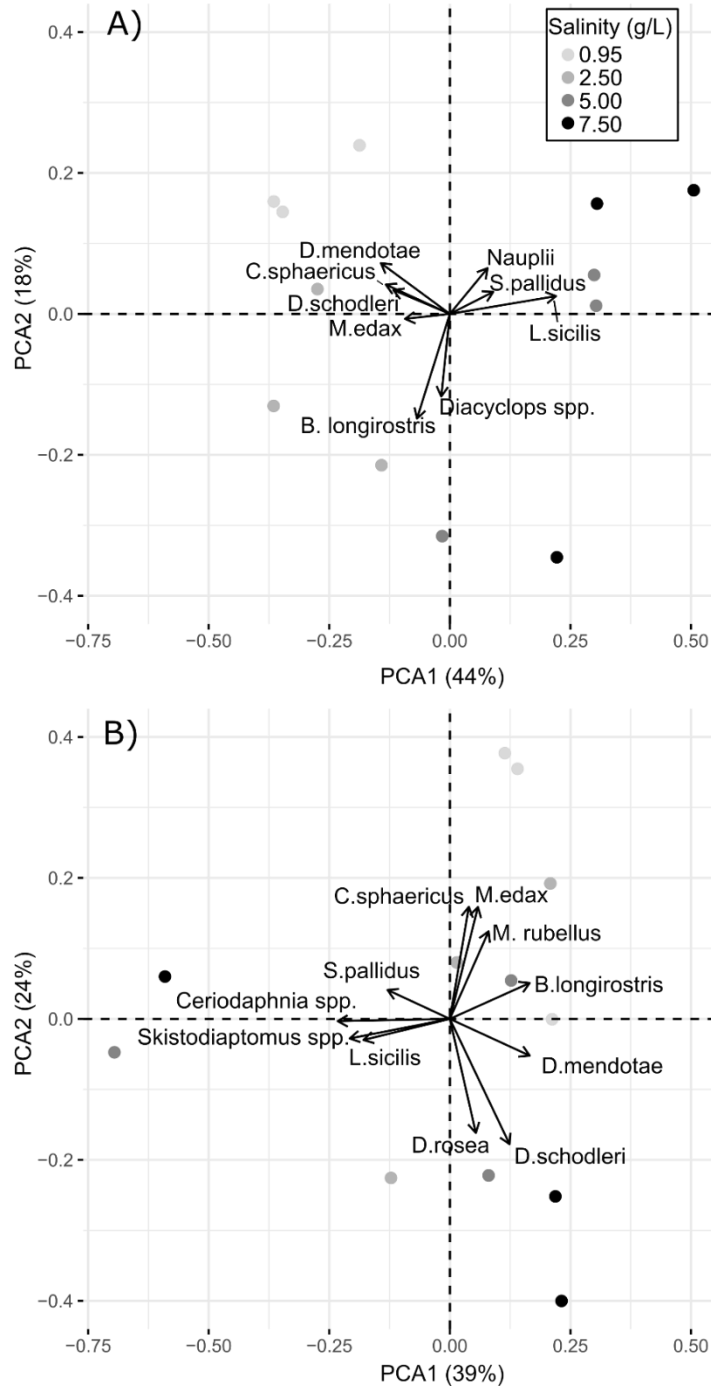 A)
Salinity (g/L)
0.95
2.50
5.00
7.50
0.4
0.2
0.0
−0.2
−0.4
PCA2 (18%)
D.mendotae
C.sphaericus
D.schodleri
M.edax
Nauplii
S.pallidus
L.sicilis
Diacyclops spp.
B. longirostris
−0.75 −0.50 −0.25 0.00 0.25 0.50
PCA1 (44%)
B)
0.4
0.2
0.0
−0.2
−0.4
PCA2 (24%)
C.sphaericus M.edax
M. rubellus
S.pallidus
B.longirostris
Ceriodaphnia spp.
Skistodiaptomus spp.
L.sicilis
D.mendotae
D.rosea
D.schodleri
−0.75 −0.50 −0.25 0.00 0.25 0.50
PCA1 (39%)